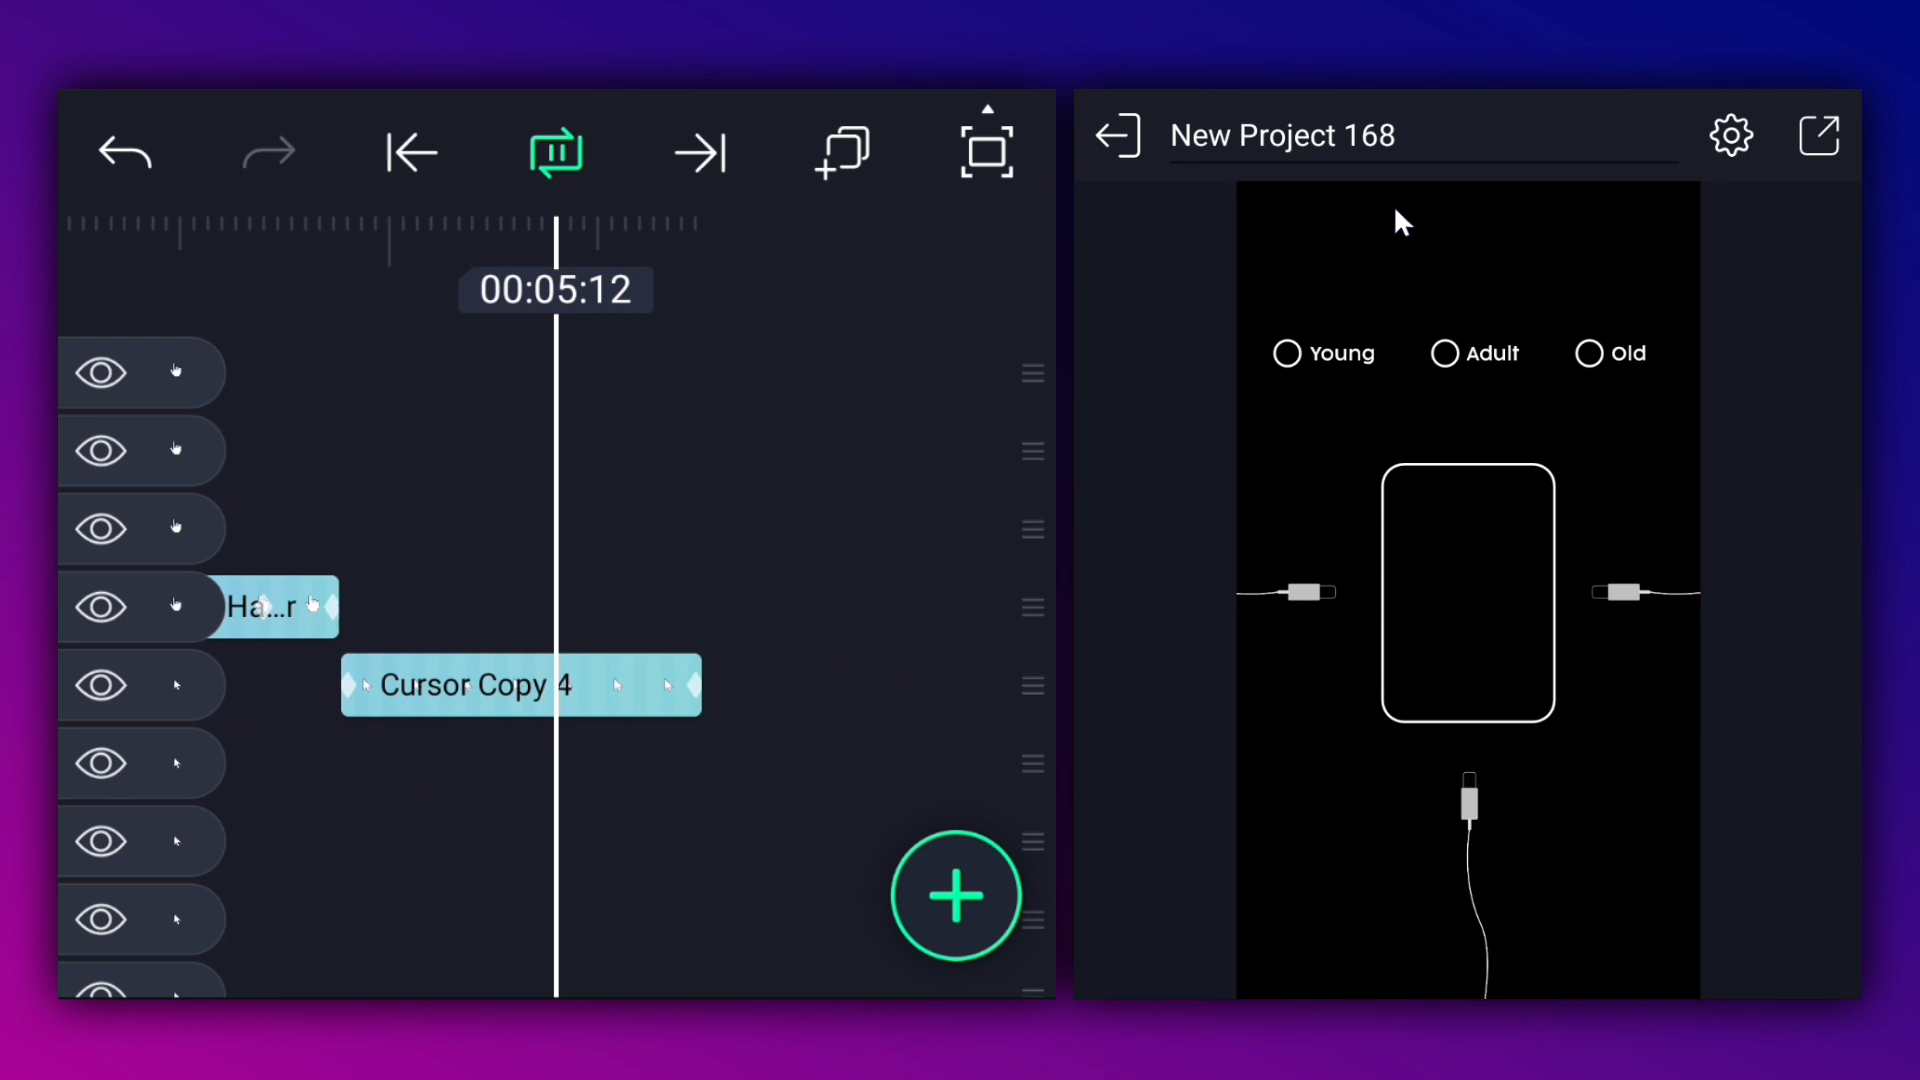 New Project 168
00:05:12
Young Adult Old
Ha...r
Cursor Copy 4